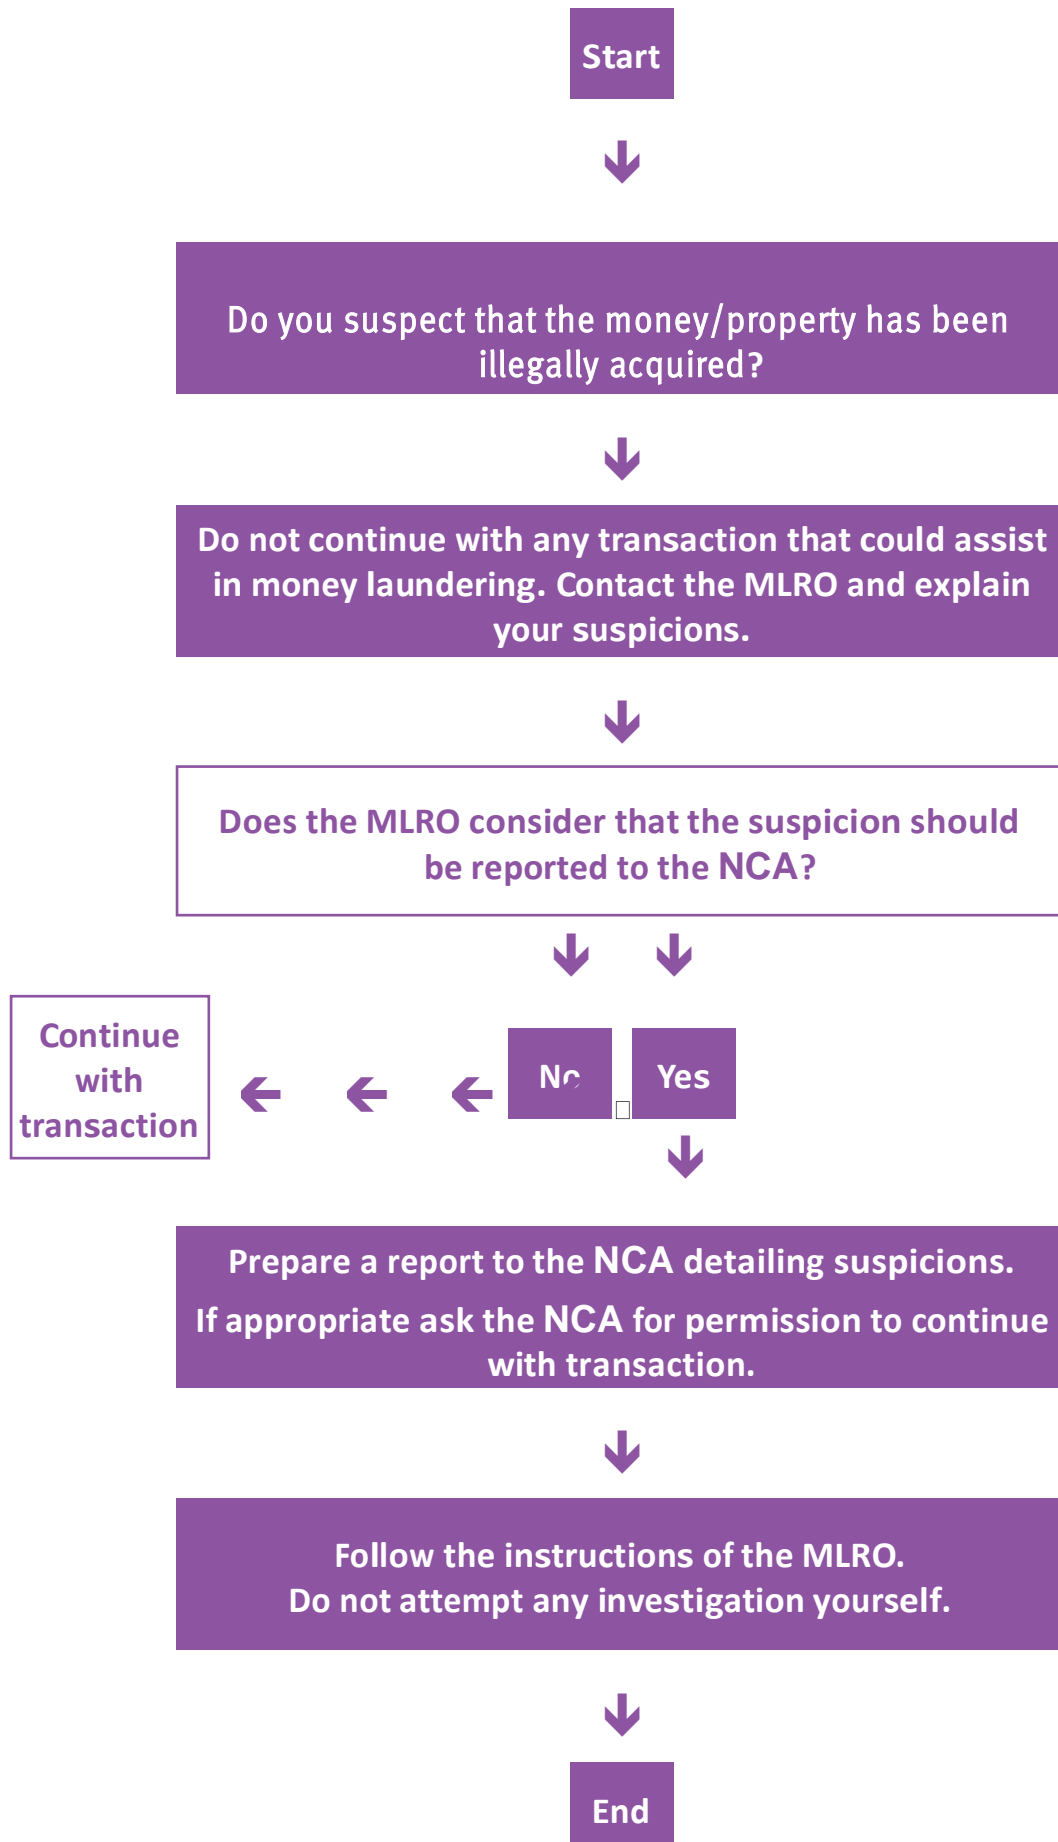 Start
Do you suspect that the money/property has been
illegally acquired?
Do not continue with any transaction that could assist
in money laundering. Contact the MLRO and explain
your suspicions.
Does the MLRO consider that the suspicion should
be reported to the NCA?
Continue
with
transaction
No
Yes
Prepare a report to the NCA detailing suspicions.
If appropriate ask the NCA for permission to continue
with transaction.
Follow the instructions of the MLRO.
Do not attempt any investigation yourself.
End